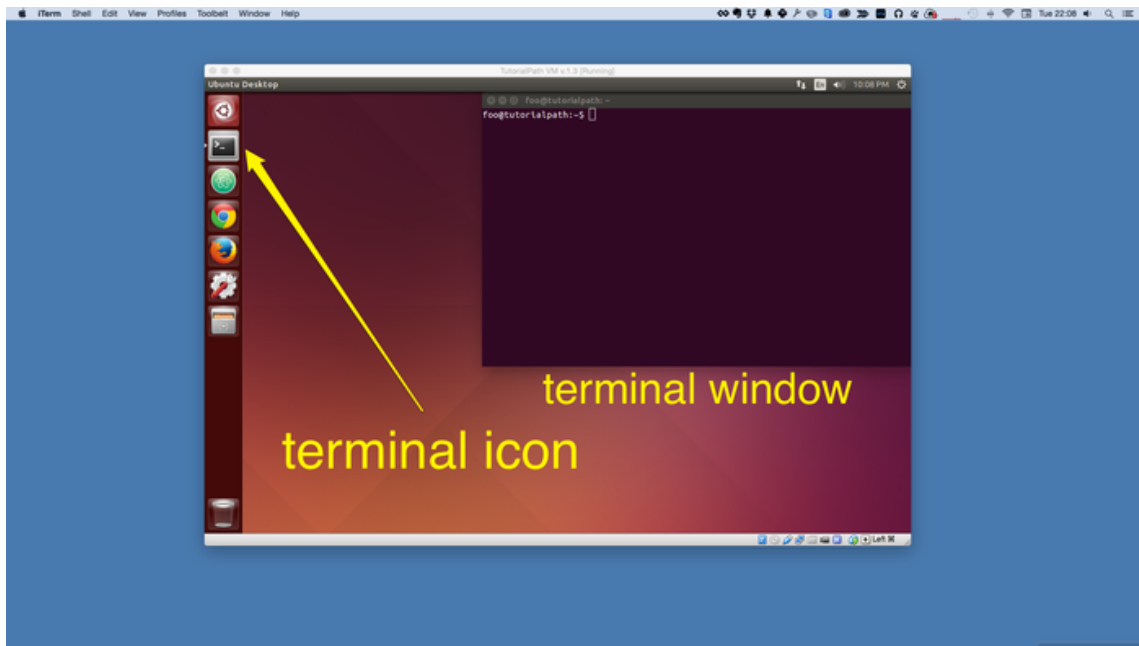 iTerm Shell Edit View Profiles Toolbelt Window Help Tue 22:08
TutorialPath VM v.1.3 [Running]
Ubuntu Desktop En 10:08 PM
foo@tutorialpath: ~
foo@tutorialpath:~$
terminal window
terminal icon
Left ⌘